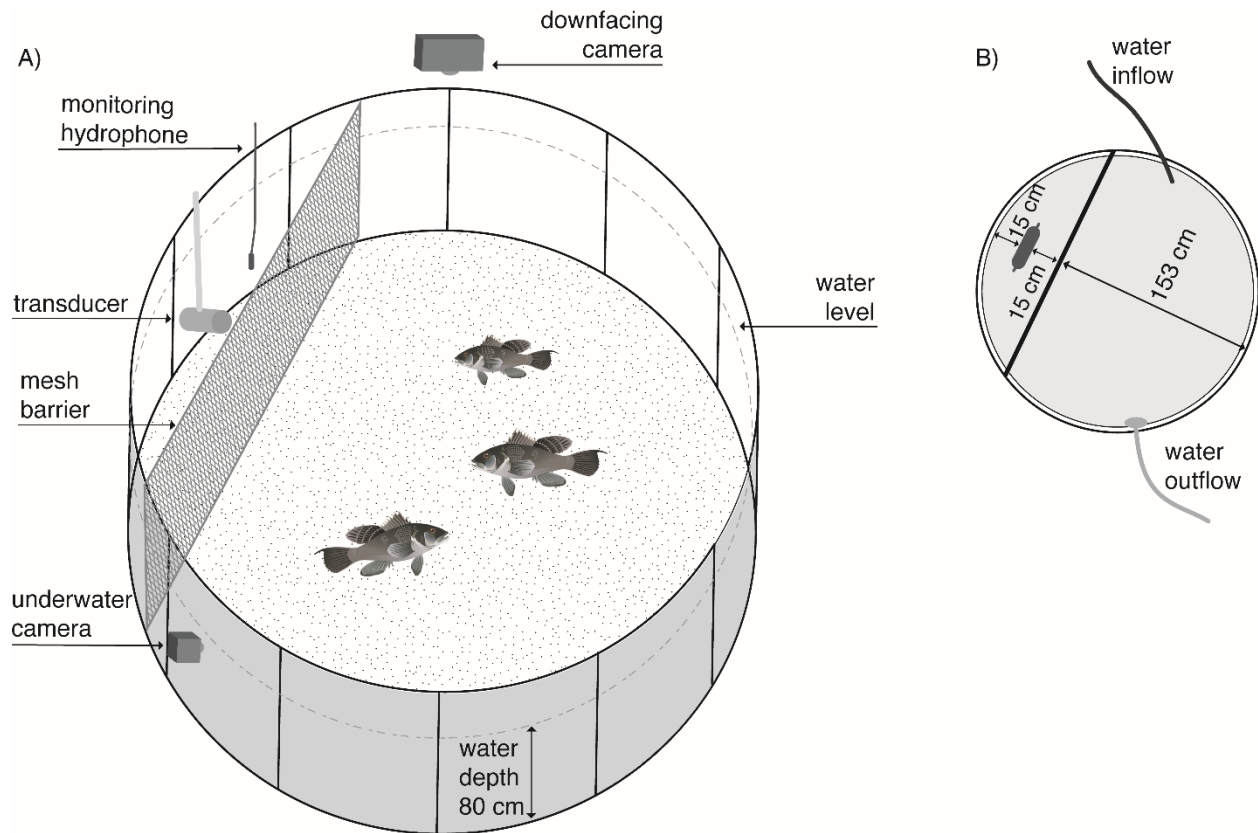 A)
downfacing
camera
monitoring
hydrophone
transducer
mesh
barrier
underwater
camera
water
level
water
depth
80 cm
B)
water
inflow
15 cm
15 cm
153 cm
water
outflow